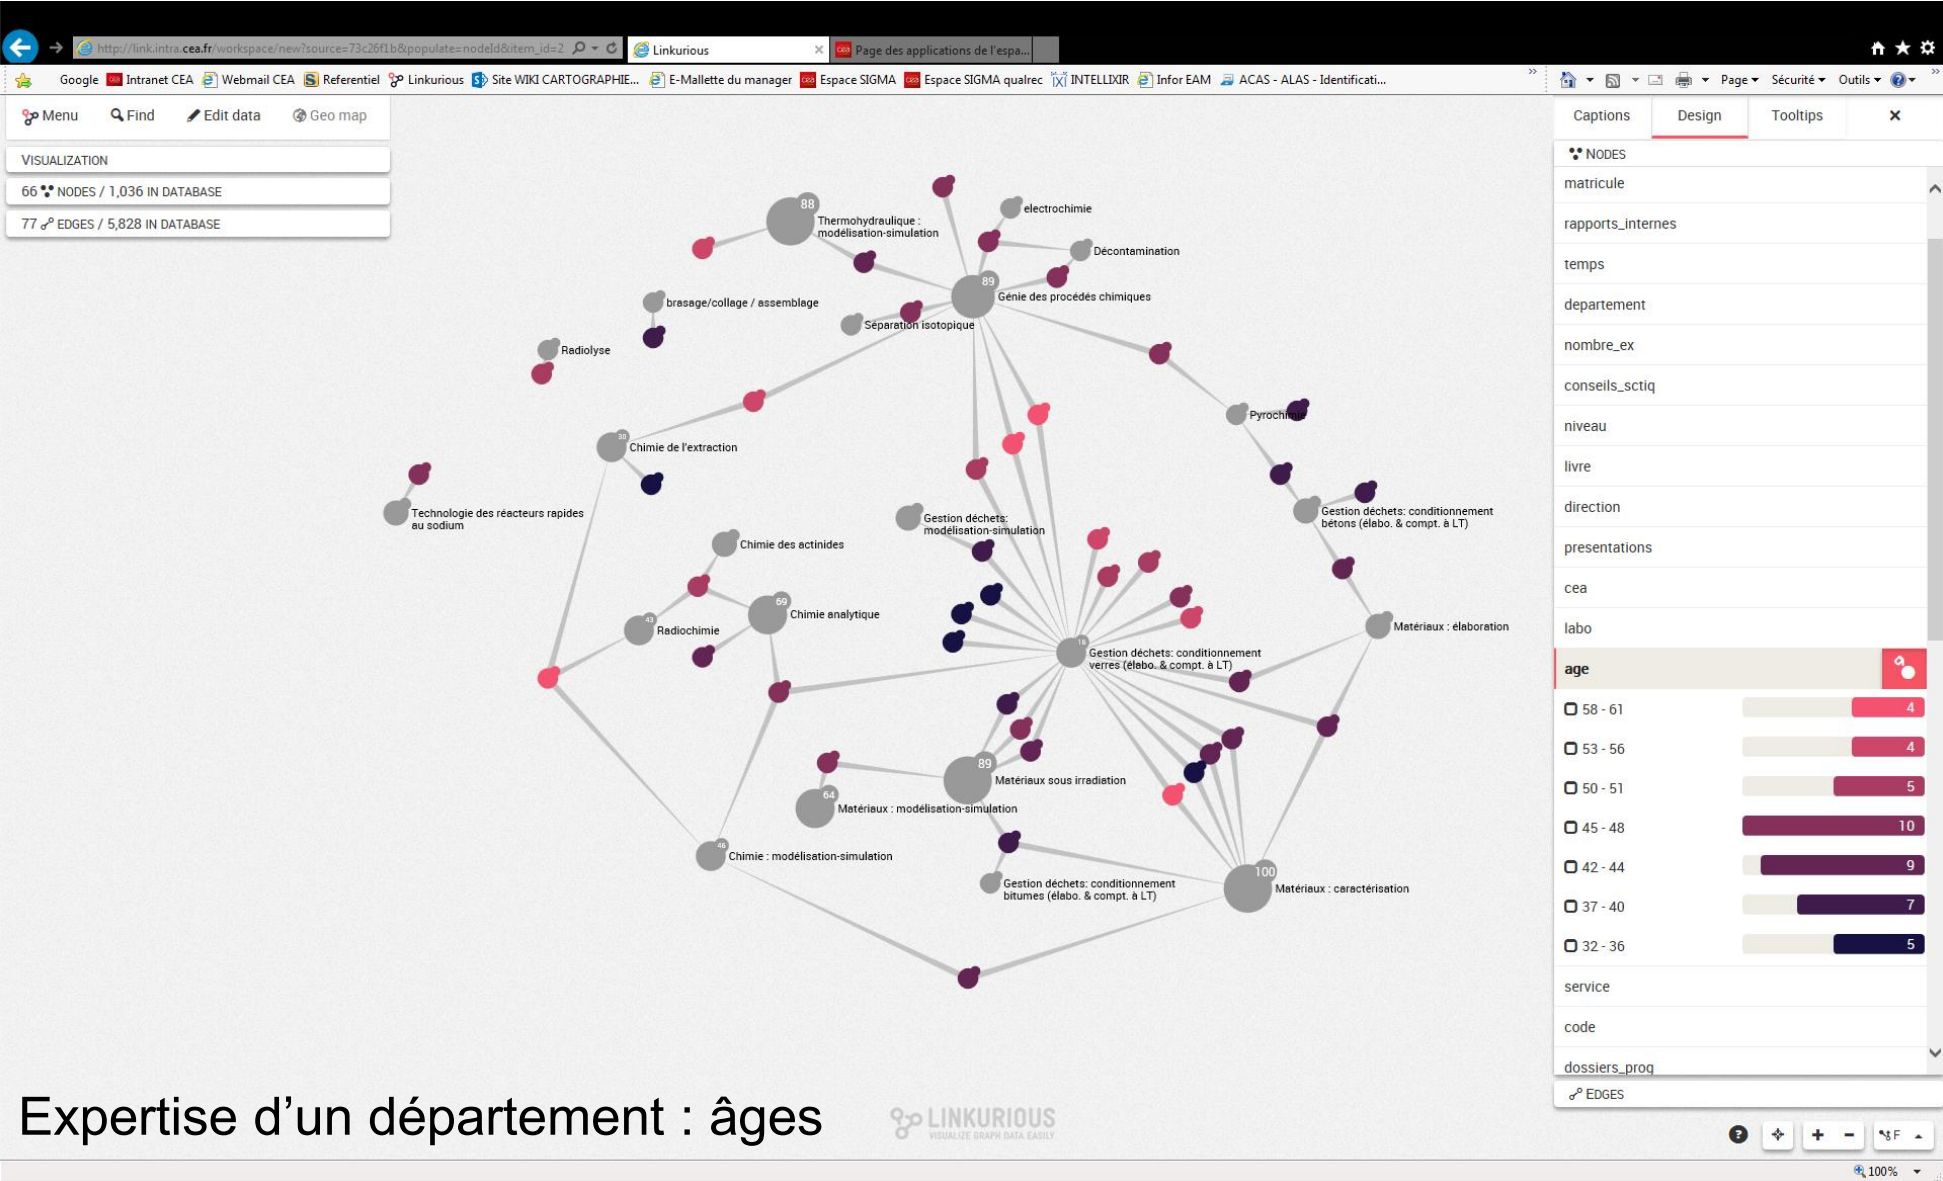 http://link.intra.cea.fr/workspace/new?source=73c26f1b&populate=nodeId&item_id=2
Linkurious
Page des applications de l'espa...
Google
Intranet CEA
Webmail CEA
Referentiel
Linkurious
Site WIKI CARTOGRAPHIE...
E-Mallette du manager
Espace SIGMA
Espace SIGMA qualrec
INTELLIXIR
Infor EAM
ACAS - ALAS - Identificati...
Page
Sécurité
Outils
Menu
Find
Edit data
Geo map
VISUALIZATION
66 NODES / 1,036 IN DATABASE
77 EDGES / 5,828 IN DATABASE
88
Thermohydraulique :
modélisation-simulation
electrochimie
Décontamination
89
Génie des procédés chimiques
brasage/collage / assemblage
Séparation isotopique
Radiolyse
Pyrochimie
30
Chimie de l'extraction
Technologie des réacteurs rapides
au sodium
Gestion déchets:
modélisation-simulation
Gestion déchets: conditionnement
bétons (élabo. & compt. à LT)
Chimie des actinides
69
Chimie analytique
43
Radiochimie
Matériaux : élaboration
16
Gestion déchets: conditionnement
verres (élabo. & compt. à LT)
89
Matériaux sous irradiation
64
Matériaux : modélisation-simulation
46
Chimie : modélisation-simulation
Gestion déchets: conditionnement
bitumes (élabo. & compt. à LT)
100
Matériaux : caractérisation
Captions
Design
Tooltips
NODES
matricule
rapports_internes
temps
departement
nombre_ex
conseils_sctiq
niveau
livre
direction
presentations
cea
labo
age
58 - 61 4
53 - 56 4
50 - 51 5
45 - 48 10
42 - 44 9
37 - 40 7
32 - 36 5
service
code
dossiers_prog
EDGES
Expertise d'un département : âges
LINKURIOUS
VISUALIZE GRAPH DATA EASILY
F
100%